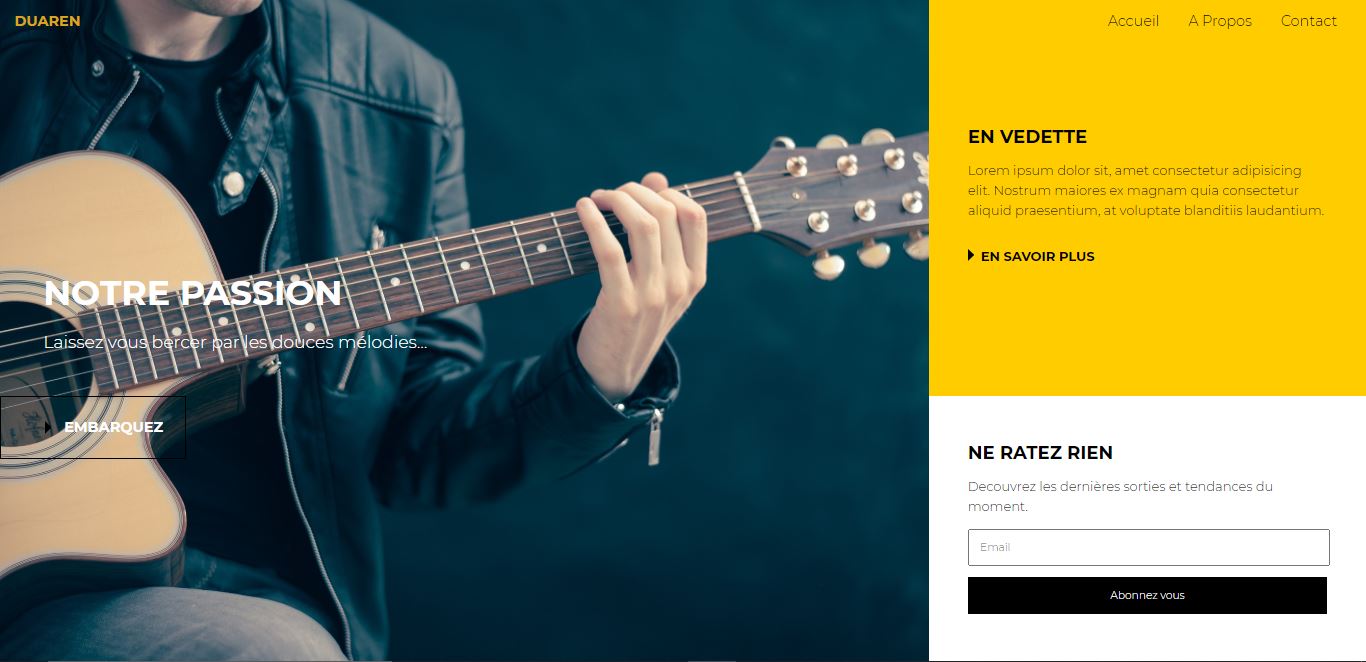 DUAREN
Accueil
A Propos
Contact
NOTRE PASSION
Laissez vous bercer par les douces mélodies...
EMBARQUEZ
EN VEDETTE
Lorem ipsum dolor sit, amet consectetur adipisicing
elit. Nostrum maiores ex magnam quia consectetur
aliquid praesentium, at voluptate blanditiis laudantium.
EN SAVOIR PLUS
NE RATEZ RIEN
Decouvrez les dernières sorties et tendances du
moment.
Email
Abonnez vous